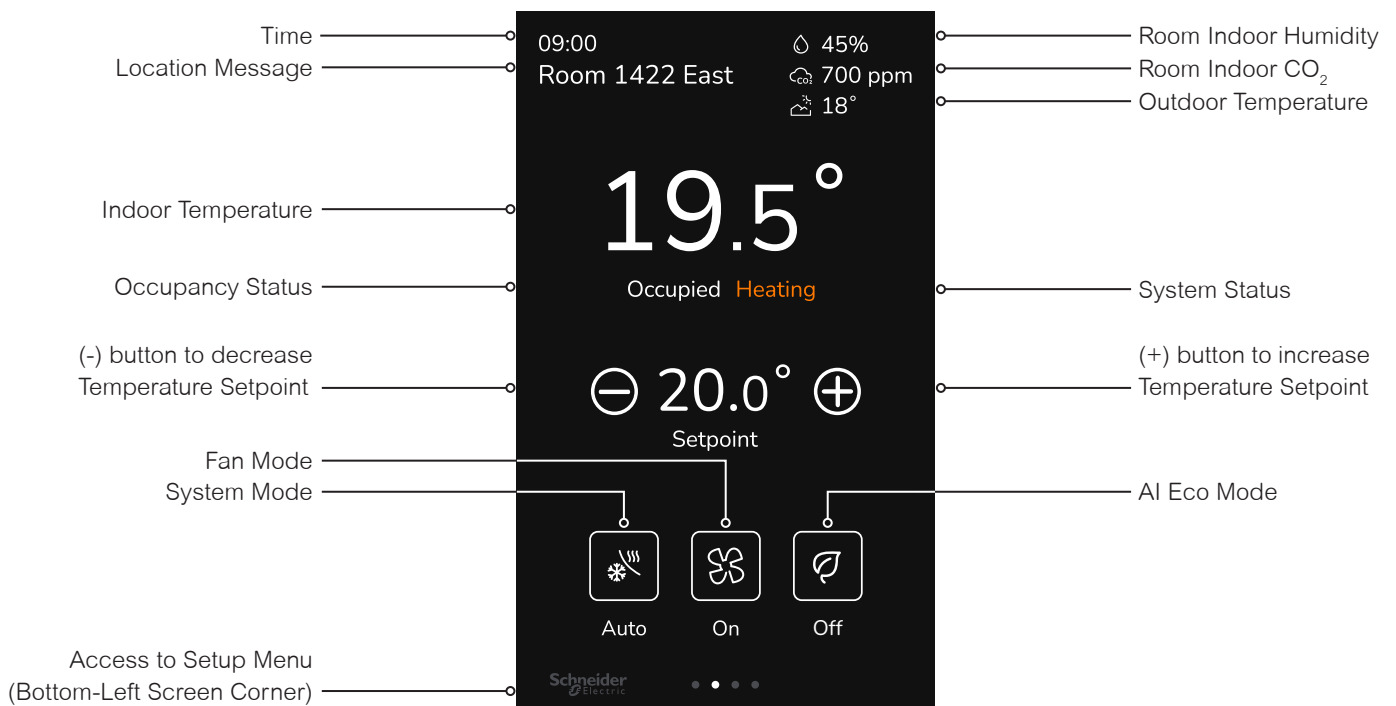 Time
Location Message
Indoor Temperature
Occupancy Status
(-) button to decrease
Temperature Setpoint
Fan Mode
System Mode
Access to Setup Menu
(Bottom-Left Screen Corner)
09:00
Room 1422 East
45%
CO₂ 700 ppm
18°
19.5°
Occupied Heating
20.0°
Setpoint
Auto On Off
Schneider
Electric
Room Indoor Humidity
Room Indoor CO₂
Outdoor Temperature
System Status
(+) button to increase
Temperature Setpoint
AI Eco Mode